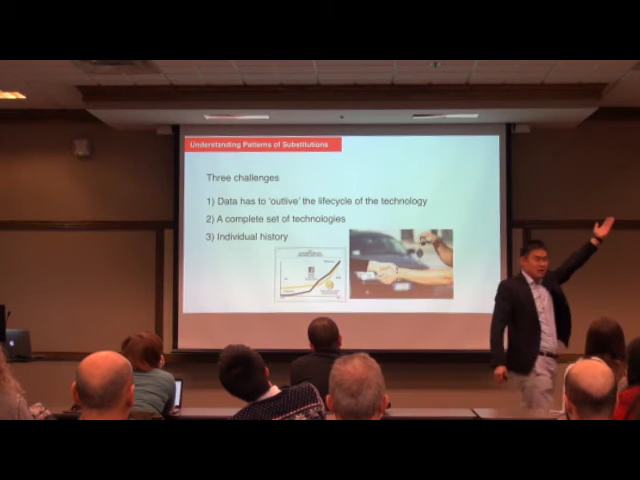 Understanding Patterns of Substitutions
Three challenges
1) Data has to 'outlive' the lifecycle of the technology
2) A complete set of technologies
3) Individual history